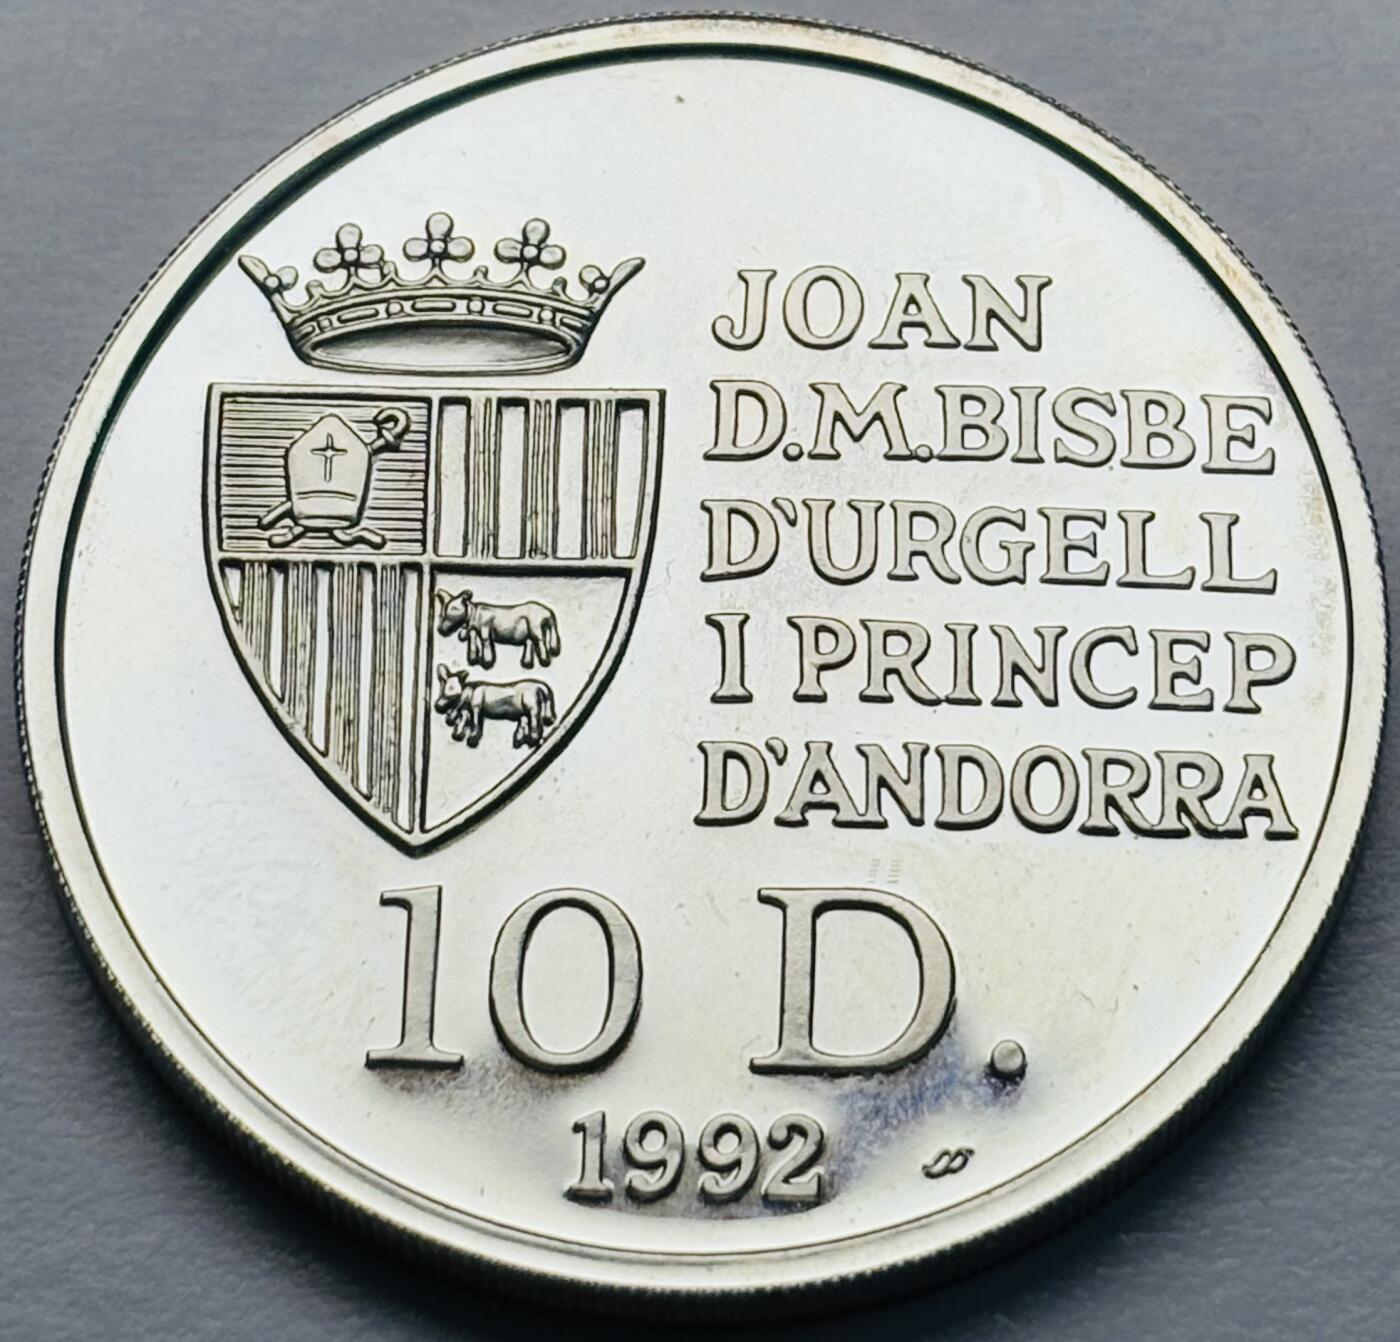 JOAN
D.M.BISBE
D'URGELL
I PRINCEP
D'ANDORRA
10 D.
1992